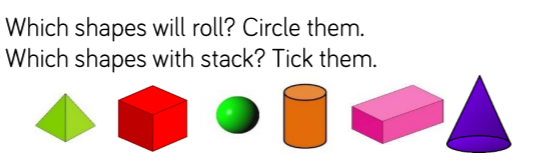 Which shapes will roll? Circle them.
Which shapes with stack? Tick them.